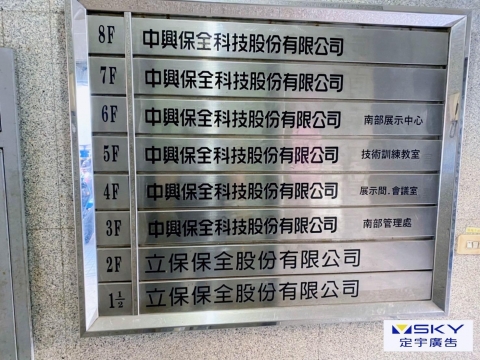 8F 中興保全科技股份有限公司
7F 中興保全科技股份有限公司
6F 中興保全科技股份有限公司 南部展示中心
5F 中興保全科技股份有限公司 技術訓練教室
4F 中興保全科技股份有限公司 展示間.會議室
3F 中興保全科技股份有限公司 南部管理處
2F 立保保全股份有限公司
1½ 立保保全股份有限公司
SKY
定宇廣告